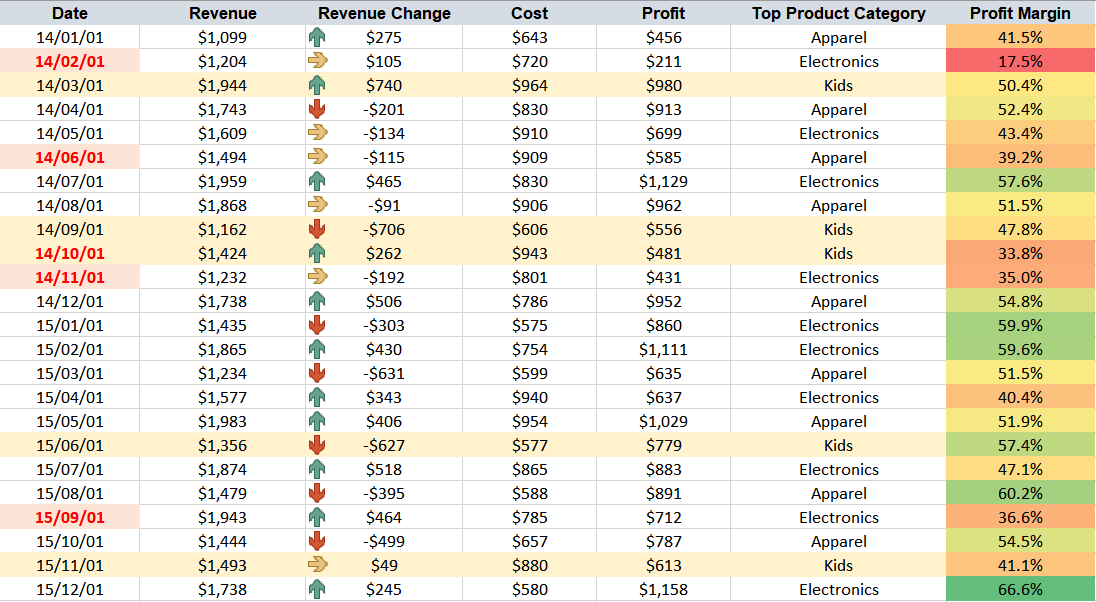 Date Revenue Revenue Change Cost Profit Top Product Category Profit Margin
14/01/01 $1,099 $275 $643 $456 Apparel 41.5%
14/02/01 $1,204 $105 $720 $211 Electronics 17.5%
14/03/01 $1,944 $740 $964 $980 Kids 50.4%
14/04/01 $1,743 -$201 $830 $913 Apparel 52.4%
14/05/01 $1,609 -$134 $910 $699 Electronics 43.4%
14/06/01 $1,494 -$115 $909 $585 Apparel 39.2%
14/07/01 $1,959 $465 $830 $1,129 Electronics 57.6%
14/08/01 $1,868 -$91 $906 $962 Apparel 51.5%
14/09/01 $1,162 -$706 $606 $556 Kids 47.8%
14/10/01 $1,424 $262 $943 $481 Kids 33.8%
14/11/01 $1,232 -$192 $801 $431 Electronics 35.0%
14/12/01 $1,738 $506 $786 $952 Apparel 54.8%
15/01/01 $1,435 -$303 $575 $860 Electronics 59.9%
15/02/01 $1,865 $430 $754 $1,111 Electronics 59.6%
15/03/01 $1,234 -$631 $599 $635 Apparel 51.5%
15/04/01 $1,577 $343 $940 $637 Electronics 40.4%
15/05/01 $1,983 $406 $954 $1,029 Apparel 51.9%
15/06/01 $1,356 -$627 $577 $779 Kids 57.4%
15/07/01 $1,874 $518 $865 $883 Electronics 47.1%
15/08/01 $1,479 -$395 $588 $891 Apparel 60.2%
15/09/01 $1,943 $464 $785 $712 Electronics 36.6%
15/10/01 $1,444 -$499 $657 $787 Apparel 54.5%
15/11/01 $1,493 $49 $880 $613 Kids 41.1%
15/12/01 $1,738 $245 $580 $1,158 Electronics 66.6%